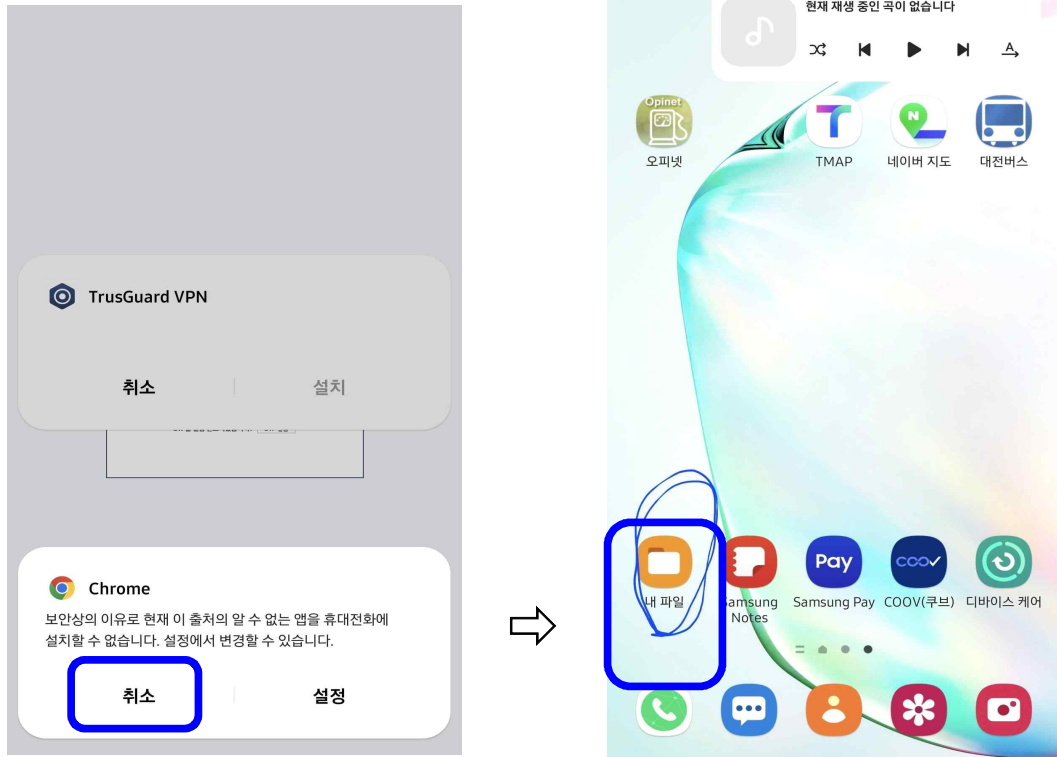 TrusGuard VPN
취소
설치
Chrome
보안상의 이유로 현재 이 출처의 알 수 없는 앱을 휴대전화에
설치할 수 없습니다. 설정에서 변경할 수 있습니다.
취소
설정
현재 재생 중인 곡이 없습니다
A
Opinet
N
오피넷
TMAP
네이버 지도
대전버스
Pay
COOV
내 파일
Samsung
Notes
Samsung Pay
COOV(쿠브)
디바이스 케어